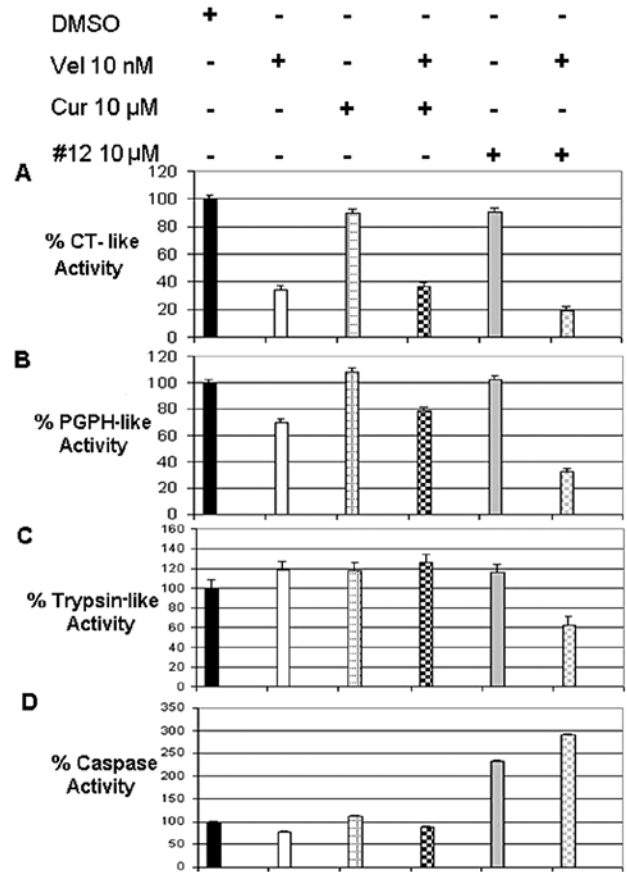 DMSO + - - - - -
Vel 10 nM - + - + - +
Cur 10 µM - - + + - -
#12 10 µM - - - - + +
A
% CT- like
Activity
120
100
80
60
40
20
0
B
% PGPH-like
Activity
120
100
80
60
40
20
0
C
% Trypsin-like
Activity
160
140
120
100
80
60
40
20
0
D
% Caspase
Activity
350
300
250
200
150
100
50
0